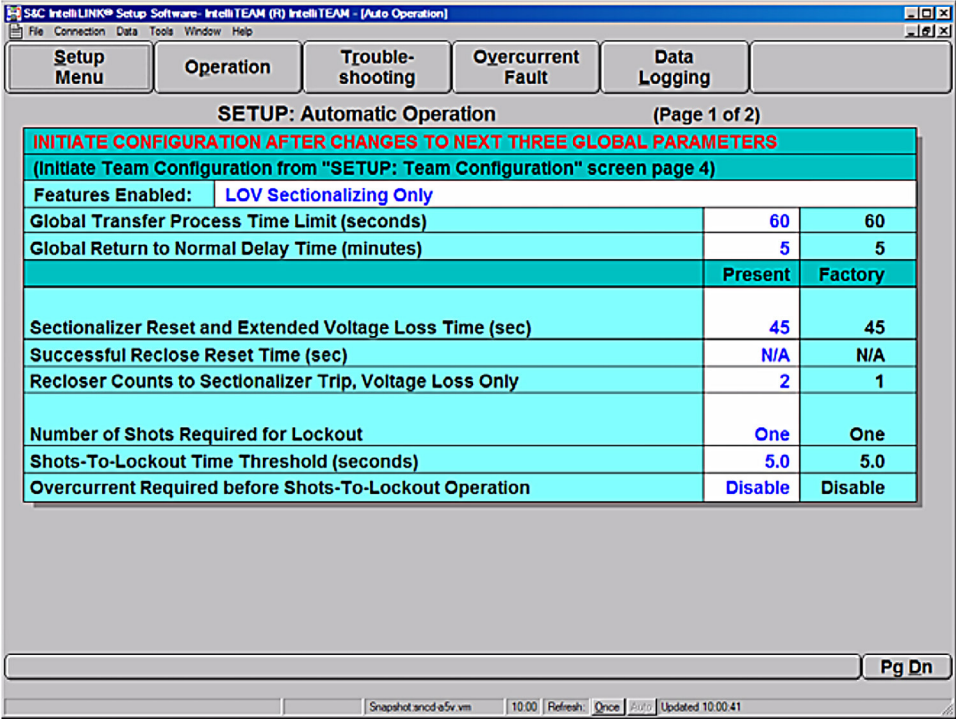 S&C IntelliLINK® Setup Software- IntelliTEAM (R) IntelliTEAM - [Auto Operation]
File Connection Data Tools Window Help
Setup Menu Operation Trouble-shooting Overcurrent Fault Data Logging
SETUP: Automatic Operation (Page 1 of 2)
INITIATE CONFIGURATION AFTER CHANGES TO NEXT THREE GLOBAL PARAMETERS
(Initiate Team Configuration from "SETUP: Team Configuration" screen page 4)
Features Enabled: LOV Sectionalizing Only
Global Transfer Process Time Limit (seconds) 60 60
Global Return to Normal Delay Time (minutes) 5 5
Present Factory
Sectionalizer Reset and Extended Voltage Loss Time (sec) 45 45
Successful Reclose Reset Time (sec) N/A N/A
Recloser Counts to Sectionalizer Trip, Voltage Loss Only 2 1
Number of Shots Required for Lockout One One
Shots-To-Lockout Time Threshold (seconds) 5.0 5.0
Overcurrent Required before Shots-To-Lockout Operation Disable Disable
Pg Dn
Snapshot:sncd-a5v.vm 10:00 Refresh: Once Auto Updated 10:00:41